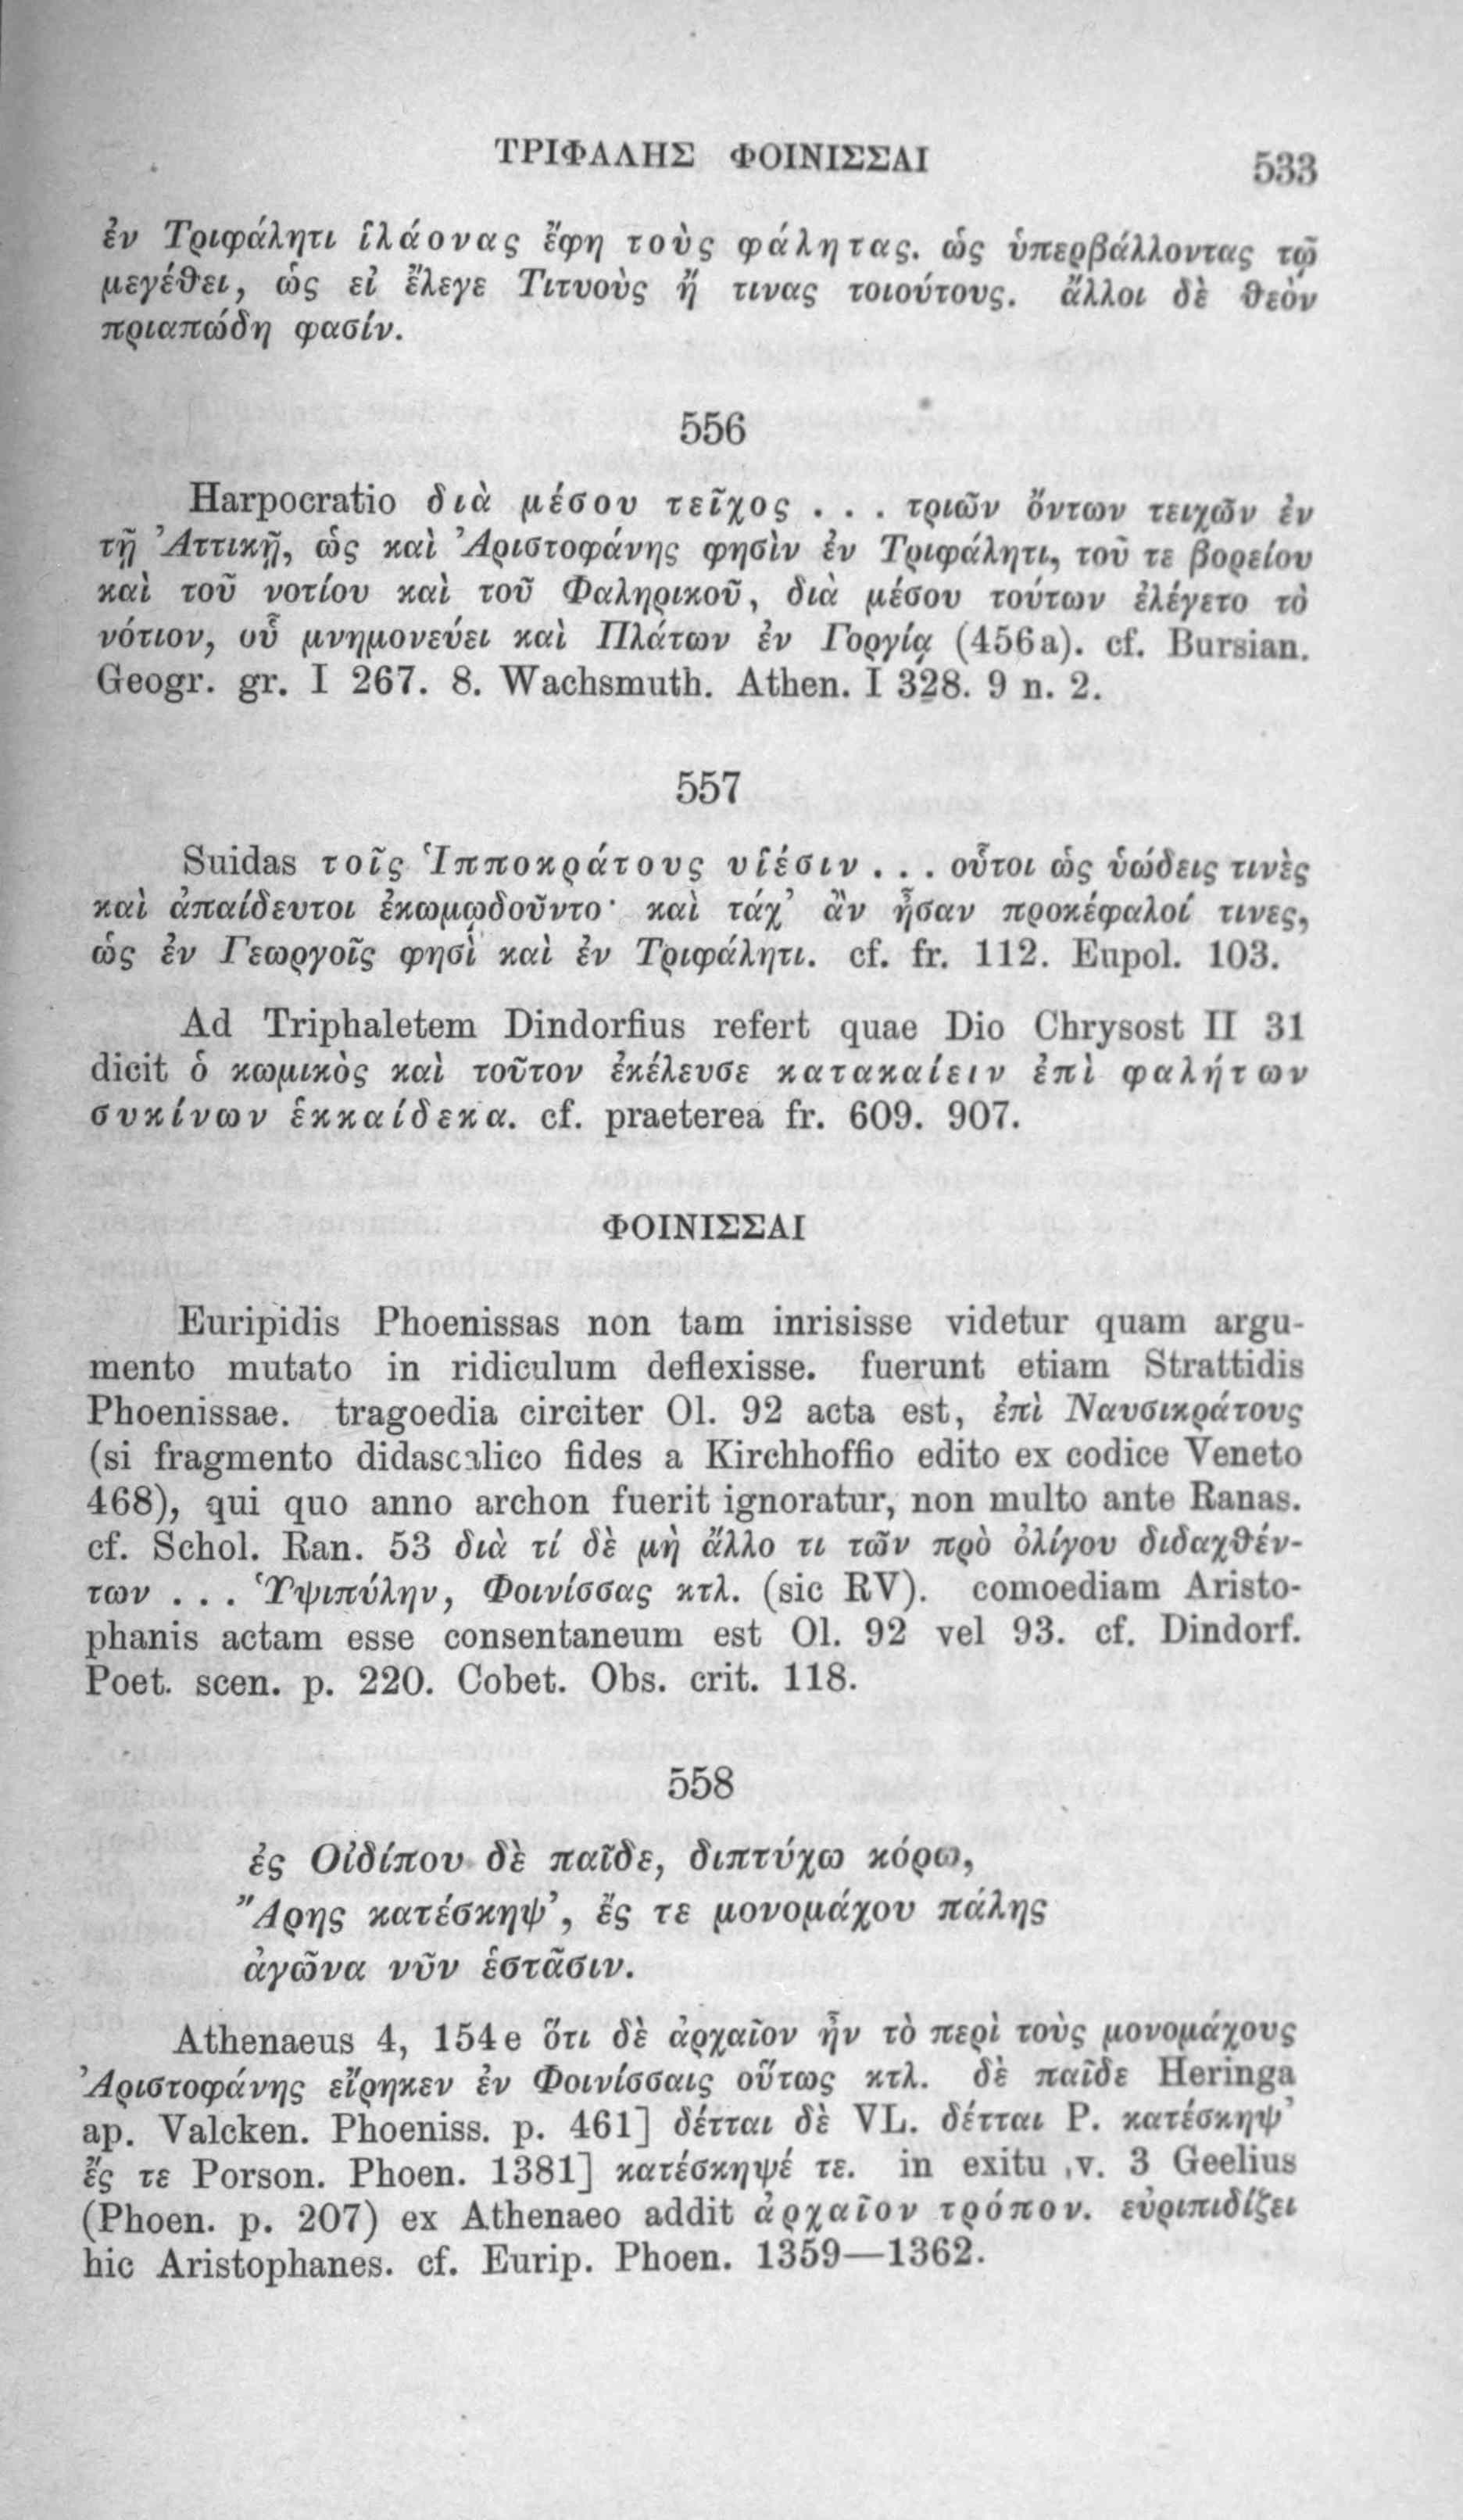 ΤΡΙΦΑΛΗΣ ΦΟΙΝΙΣΣΑΙ 533
ἐν Τριφάλητι ἱλάονας ἔφη τοὺς φάλητας. ὡς ὑπερβάλλοντας τῷ
μεγέθει, ὡς εἰ ἔλεγε Τιτυοὺς ἤ τινας τοιούτους. ἄλλοι δὲ θεὸν
πριαπώδη φασίν.
556
Harpocratio διὰ μέσου τεῖχος . . . τριῶν ὄντων τειχῶν ἐν
τῇ Ἀττικῇ, ὡς καὶ Ἀριστοφάνης φησὶν ἐν Τριφάλητι, τοῦ τε βορείου
καὶ τοῦ νοτίου καὶ τοῦ Φαληρικοῦ, διὰ μέσου τούτων ἐλέγετο τὸ
νότιον, οὗ μνημονεύει καὶ Πλάτων ἐν Γοργίᾳ (456a). cf. Bursian.
Geogr. gr. I 267. 8. Wachsmuth. Athen. I 328. 9 n. 2.
557
Suidas τοῖς Ἱπποκράτους υἱέσιν . . . οὗτοι ὡς ὑώδεις τινὲς
καὶ ἀπαίδευτοι ἐκωμῳδοῦντο· καὶ τάχ’ ἂν ἦσαν προκέφαλοί τινες,
ὡς ἐν Γεωργοῖς φησὶ καὶ ἐν Τριφάλητι. cf. fr. 112. Eupol. 103.
Ad Triphaletem Dindorfius refert quae Dio Chrysost II 31
dicit ὁ κωμικὸς καὶ τοῦτον ἐκέλευσε κατακαίειν ἐπὶ φαλήτων
συκίνων ἑκκαίδεκα. cf. praeterea fr. 609. 907.
ΦΟΙΝΙΣΣΑΙ
Euripidis Phoenissas non tam inrisisse videtur quam argu-
mento mutato in ridiculum deflexisse. fuerunt etiam Strattidis
Phoenissae. tragoedia circiter Ol. 92 acta est, ἐπὶ Ναυσικράτους
(si fragmento didascalico fides a Kirchhoffio edito ex codice Veneto
468), qui quo anno archon fuerit ignoratur, non multo ante Ranas.
cf. Schol. Ran. 53 διὰ τί δὲ μὴ ἄλλο τι τῶν πρὸ ὀλίγου διδαχθέν-
των . . . Ὑψιπύλην, Φοινίσσας κτλ. (sic RV). comoediam Aristo-
phanis actam esse consentaneum est Ol. 92 vel 93. cf. Dindorf.
Poet. scen. p. 220. Cobet. Obs. crit. 118.
558
ἐς Οἰδίπου δὲ παῖδε, διπτύχω κόρω,
Ἄρης κατέσκηψ’, ἔς τε μονομάχου πάλης
ἀγῶνα νῦν ἑστᾶσιν.
Athenaeus 4, 154e ὅτι δὲ ἀρχαῖον ἦν τὸ περὶ τοὺς μονομάχους
Ἀριστοφάνης εἴρηκεν ἐν Φοινίσσαις οὕτως κτλ. δὲ παῖδε Heringa
ap. Valcken. Phoeniss. p. 461] δέτται δὲ VL. δέτται P. κατέσκηψ’
ἔς τε Porson. Phoen. 1381] κατέσκηψέ τε. in exitu v. 3 Geelius
(Phoen. p. 207) ex Athenaeo addit ἀρχαῖον τρόπον. εὐριπιδίζει
hic Aristophanes. cf. Eurip. Phoen. 1359—1362.